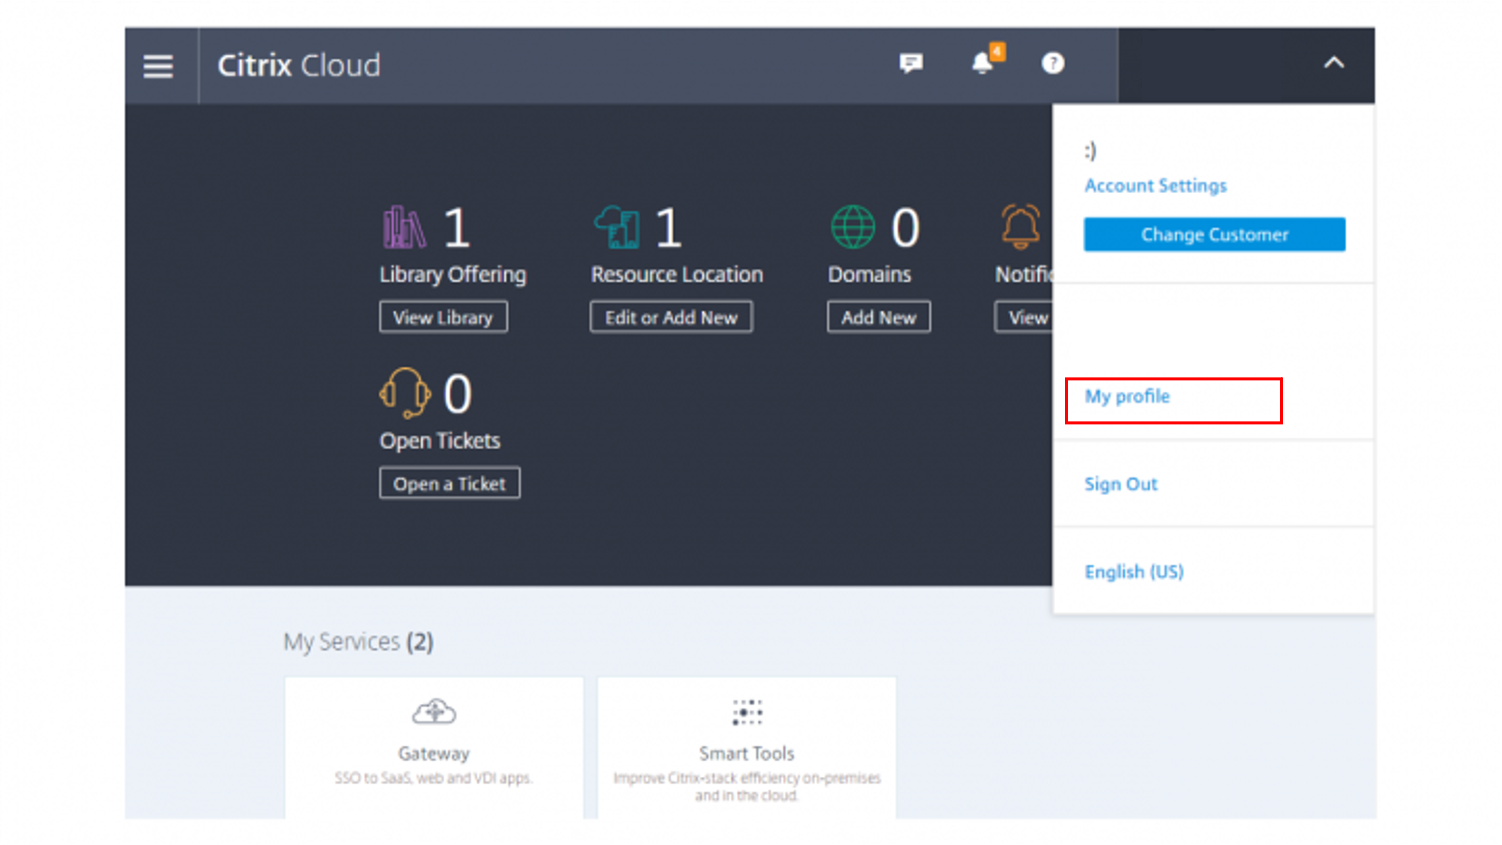 Citrix Cloud
4
?
:)
Account Settings
Change Customer
1
Library Offering
View Library
1
Resource Location
Edit or Add New
0
Domains
Add New
View
My profile
0
Open Tickets
Open a Ticket
Sign Out
English (US)
My Services (2)
Gateway
SSO to SaaS, web and VDI apps.
Smart Tools
Improve Citrix-stack efficiency on-premises
and in the cloud.